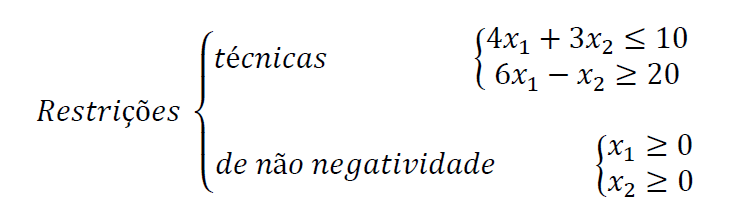 4x₁ + 3x₂ ≤ 10
técnicas
6x₁ − x₂ ≥ 20
Restrições
x₁ ≥ 0
de não negatividade
x₂ ≥ 0